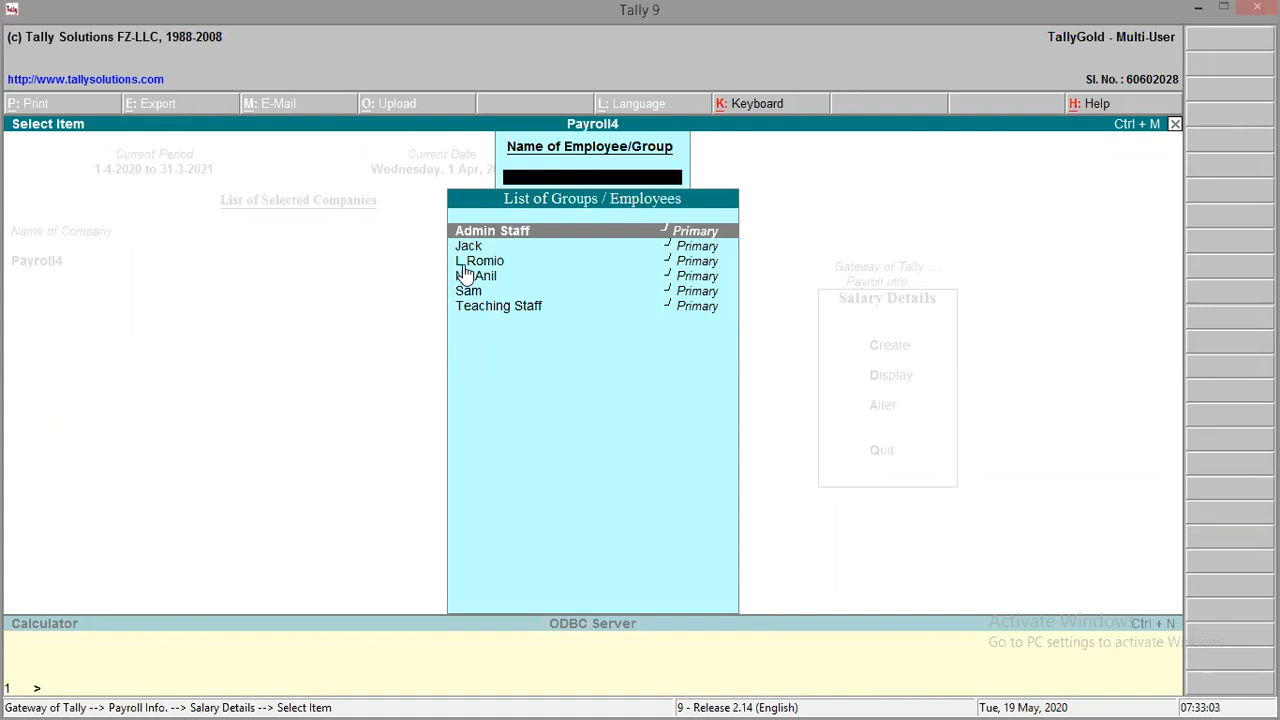 Tally 9
(c) Tally Solutions FZ-LLC, 1988-2008
TallyGold - Multi-User
http://www.tallysolutions.com
Sl. No. : 60602028
P: Print
E: Export
M: E-Mail
O: Upload
L: Language
K: Keyboard
H: Help
Select Item
Payroll4
Ctrl + M
Current Period
1-4-2020 to 31-3-2021
Current Date
Wednesday, 1 Apr, 2
List of Selected Companies
Name of Company
Payroll4
Name of Employee/Group
List of Groups / Employees
Admin Staff Primary
Jack Primary
L Romio Primary
Anil Primary
Sam Primary
Teaching Staff Primary
Gateway of Tally ....
Payroll Info. ....
Salary Details
Create
Display
Alter
Quit
Calculator
ODBC Server
Ctrl + N
Activate Windows
Go to PC settings to activate Windows.
1 >
Gateway of Tally --> Payroll Info. --> Salary Details --> Select Item
9 - Release 2.14 (English)
Tue, 19 May, 2020
07:33:03